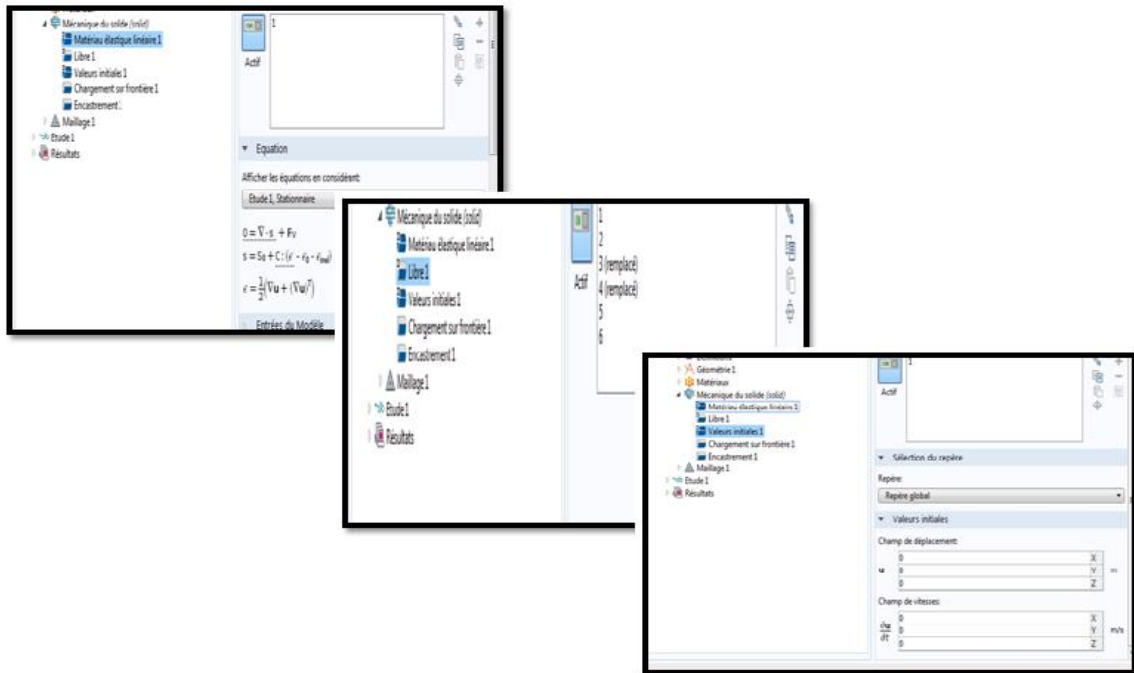 Mécanique du solide (solid)
Matériau élastique linéaire 1
Libre 1
Valeurs initiales 1
Chargement sur frontière 1
Encastrement 1
Maillage 1
Etude 1
Résultats
1
Actif
Equation
Afficher les équations en considérent:
Etude 1, Stationnaire
0 = ∇·s + Fv
s = S₀ + C : (ϵ - ϵ₀ - ϵinel)
ϵ = 1/2(∇u + (∇u)ᵀ)
Entrées du Modèle
Mécanique du solide (solid)
Matériau élastique linéaire 1
Libre 1
Valeurs initiales 1
Chargement sur frontière 1
Encastrement 1
Maillage 1
Etude 1
Résultats
Actif
1
2
3 (remplacé)
4 (remplacé)
5
6
Géométrie 1
Matériaux
Mécanique du solide (solid)
Matériau élastique linéaire 1
Libre 1
Valeurs initiales 1
Chargement sur frontière 1
Encastrement 1
Maillage 1
Etude 1
Résultats
1
Actif
Sélection du repère
Repère:
Repère global
Valeurs initiales
Champ de déplacement:
0 X
u 0 Y m
0 Z
Champ de vitesses:
0 X
∂u/∂t 0 Y m/s
0 Z